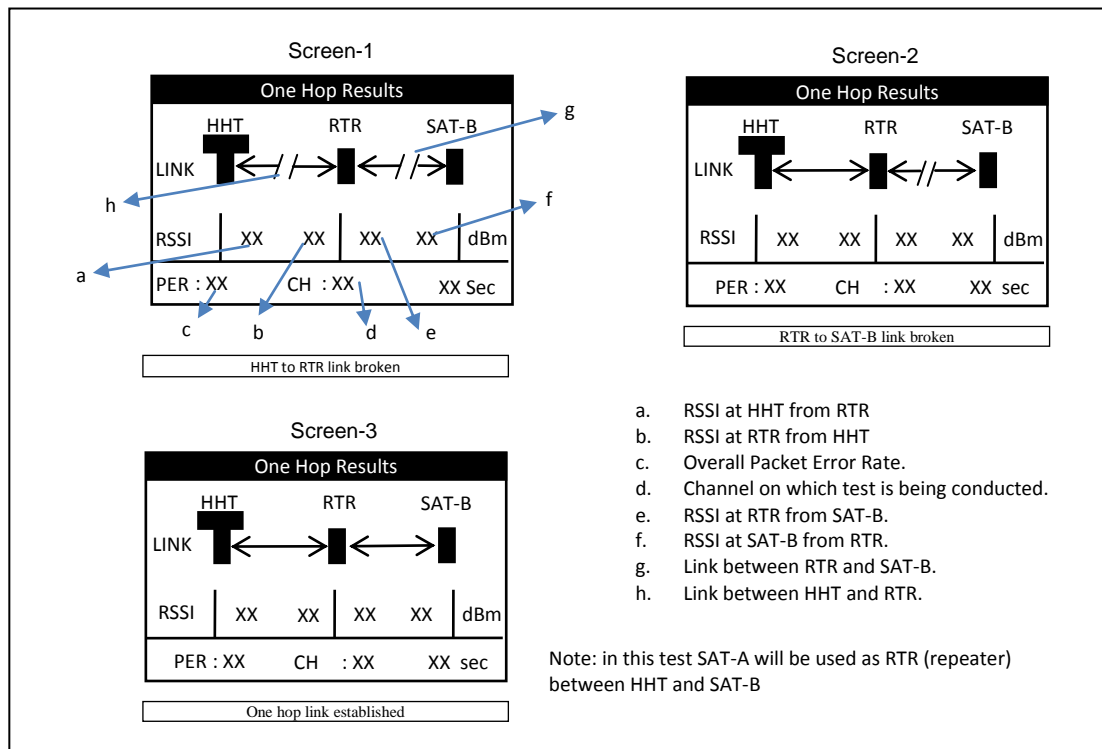 Screen-1
One Hop Results
HHT RTR SAT-B
LINK
g
h
f
RSSI XX XX XX XX dBm
a
PER : XX CH : XX XX Sec
c b d e
HHT to RTR link broken
Screen-2
One Hop Results
HHT RTR SAT-B
LINK
RSSI XX XX XX XX dBm
PER : XX CH : XX XX sec
RTR to SAT-B link broken
Screen-3
One Hop Results
HHT RTR SAT-B
LINK
RSSI XX XX XX XX dBm
PER : XX CH : XX XX sec
One hop link established
a. RSSI at HHT from RTR
b. RSSI at RTR from HHT
c. Overall Packet Error Rate.
d. Channel on which test is being conducted.
e. RSSI at RTR from SAT-B.
f. RSSI at SAT-B from RTR.
g. Link between RTR and SAT-B.
h. Link between HHT and RTR.
Note: in this test SAT-A will be used as RTR (repeater)
between HHT and SAT-B